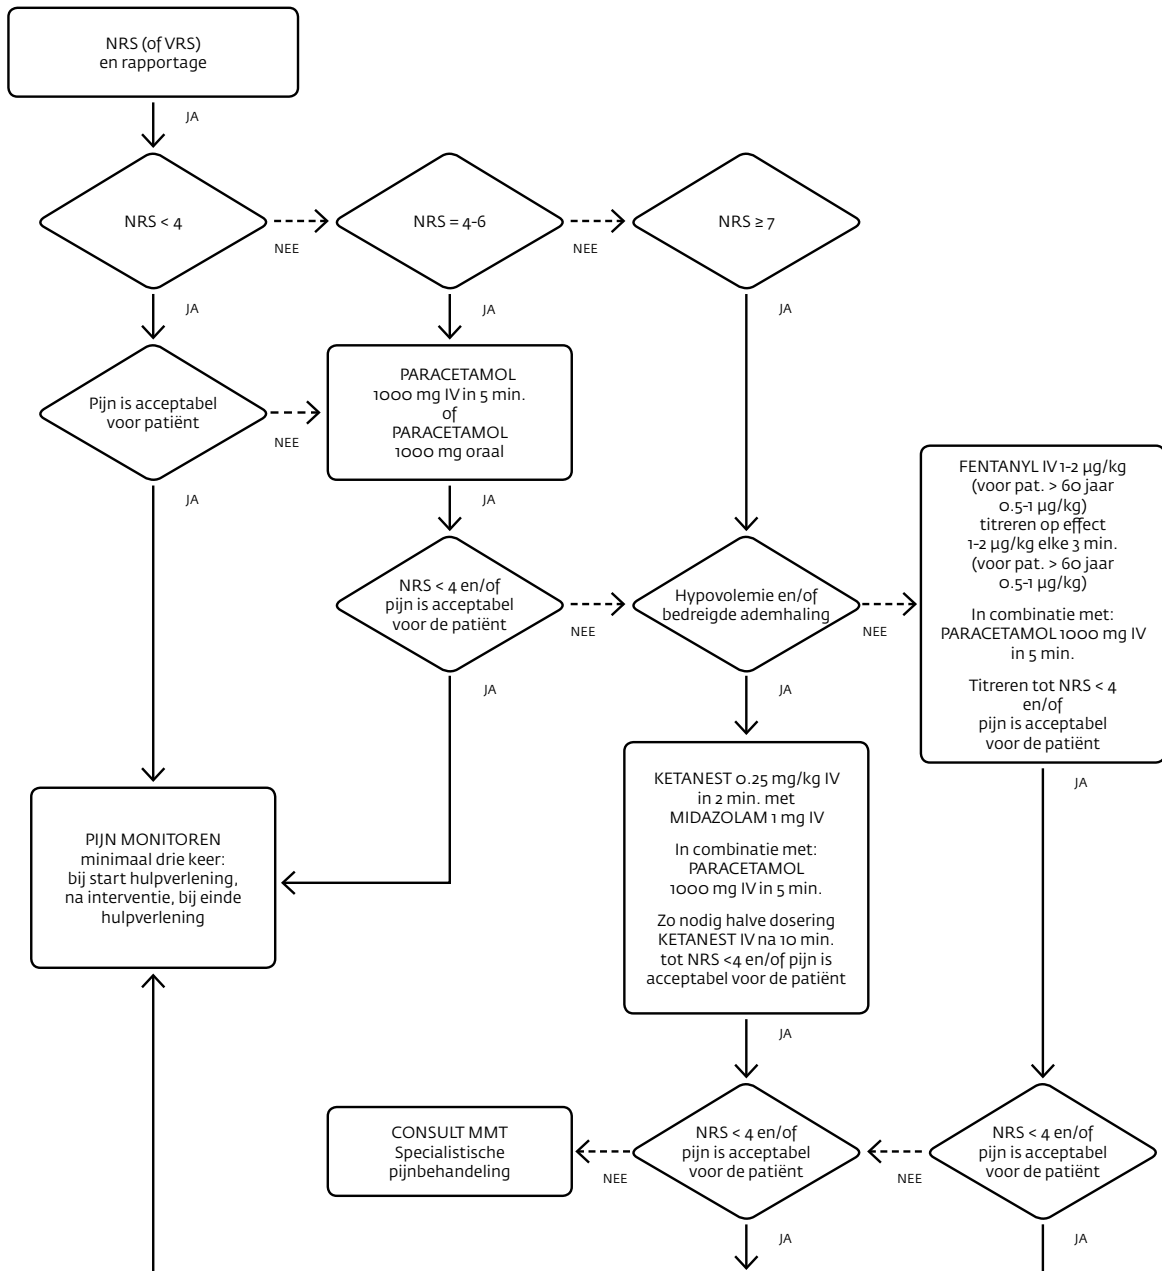 NRS (of VRS)
en rapportage
JA
NRS < 4
NEE
NRS = 4-6
NEE
NRS ≥ 7
JA
JA
JA
Pijn is acceptabel
voor patiënt
NEE
PARACETAMOL
1000 mg IV in 5 min.
of
PARACETAMOL
1000 mg oraal
JA
JA
NRS < 4 en/of
pijn is acceptabel
voor de patiënt
NEE
Hypovolemie en/of
bedreigde ademhaling
NEE
FENTANYL IV 1-2 µg/kg
(voor pat. > 60 jaar
0.5-1 µg/kg)
titreren op effect
1-2 µg/kg elke 3 min.
(voor pat. > 60 jaar
0.5-1 µg/kg)
In combinatie met:
PARACETAMOL 1000 mg IV
in 5 min.
Titreren tot NRS < 4
en/of
pijn is acceptabel
voor de patiënt
JA
JA
JA
PIJN MONITOREN
minimaal drie keer:
bij start hulpverlening,
na interventie, bij einde
hulpverlening
KETANEST 0.25 mg/kg IV
in 2 min. met
MIDAZOLAM 1 mg IV
In combinatie met:
PARACETAMOL
1000 mg IV in 5 min.
Zo nodig halve dosering
KETANEST IV na 10 min.
tot NRS <4 en/of pijn is
acceptabel voor de patiënt
JA
CONSULT MMT
Specialistische
pijnbehandeling
NEE
NRS < 4 en/of
pijn is acceptabel
voor de patiënt
NEE
NRS < 4 en/of
pijn is acceptabel
voor de patiënt
JA
JA